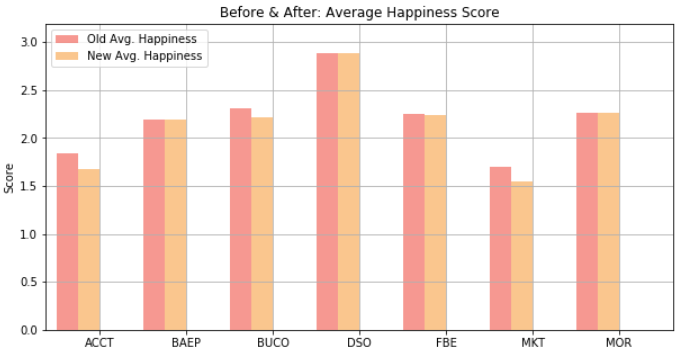 Before & After: Average Happiness Score
Old Avg. Happiness
New Avg. Happiness
Score
3.0
2.5
2.0
1.5
1.0
0.5
0.0
ACCT BAEP BUCO DSO FBE MKT MOR